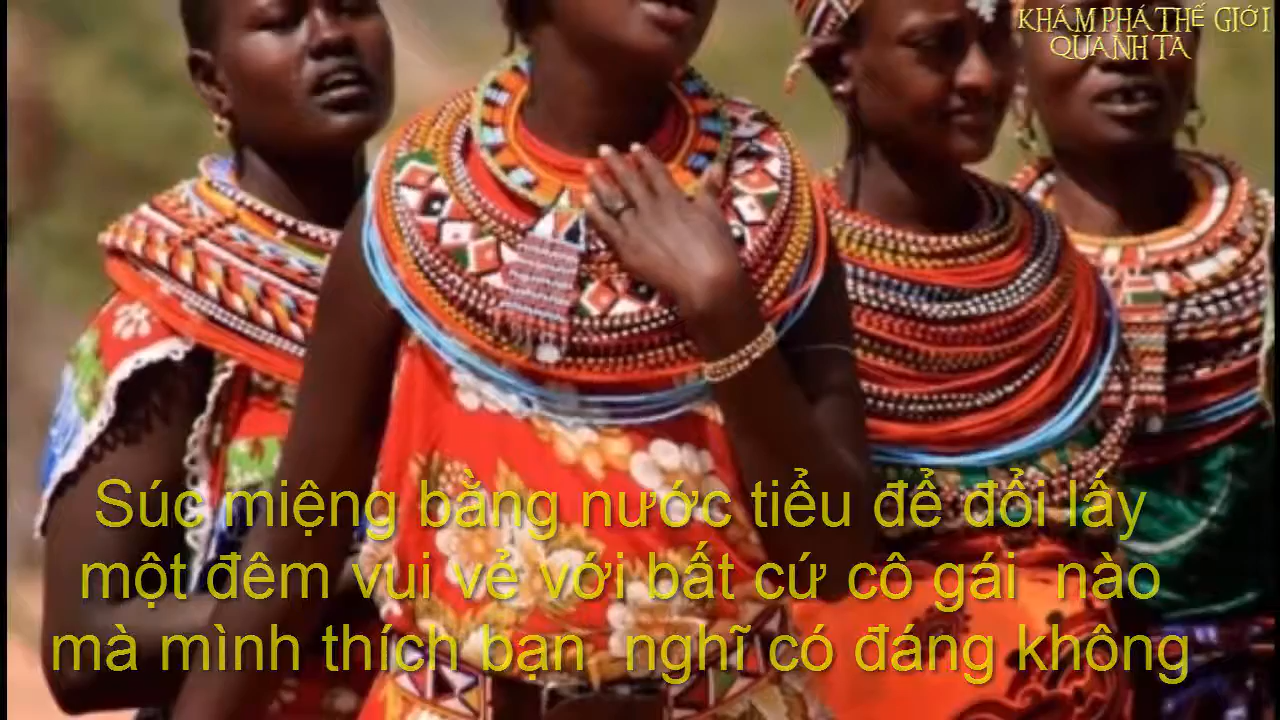 KHÁM PHÁ THẾ GIỚI
QUANH TA
Súc miệng bằng nước tiểu để đổi lấy
một đêm vui vẻ với bất cứ cô gái nào
mà mình thích bạn nghĩ có đáng không